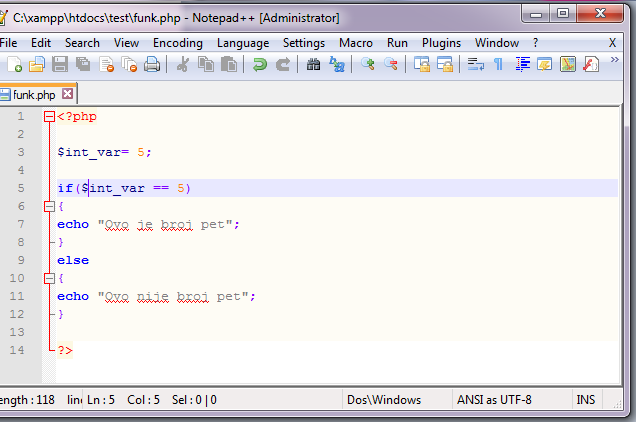 C:\xampp\htdocs\test\funk.php - Notepad++ [Administrator]
File Edit Search View Encoding Language Settings Macro Run Plugins Window ? X
funk.php
1 <?php
2
3 $int_var= 5;
4
5 if($int_var == 5)
6 {
7 echo "Ovo je broj pet";
8 }
9 else
10 {
11 echo "Ovo nije broj pet";
12 }
13
14 ?>
ength : 118 line Ln : 5 Col : 5 Sel : 0 | 0 Dos\Windows ANSI as UTF-8 INS